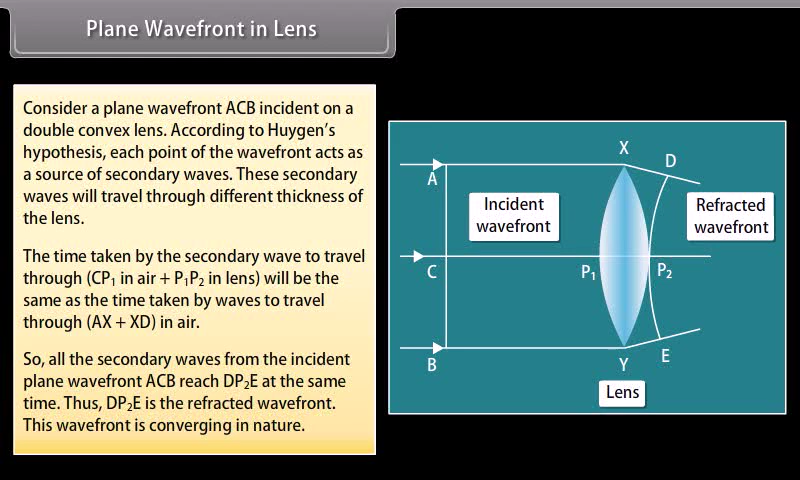 Plane Wavefront in Lens
Consider a plane wavefront ACB incident on a
double convex lens. According to Huygen's
hypothesis, each point of the wavefront acts as
a source of secondary waves. These secondary
waves will travel through different thickness of
the lens.
The time taken by the secondary wave to travel
through (CP₁ in air + P₁P₂ in lens) will be the
same as the time taken by waves to travel
through (AX + XD) in air.
So, all the secondary waves from the incident
plane wavefront ACB reach DP₂E at the same
time. Thus, DP₂E is the refracted wavefront.
This wavefront is converging in nature.
X
D
A
Incident
wavefront
Refracted
wavefront
C
P₁
P₂
B
Y
E
Lens